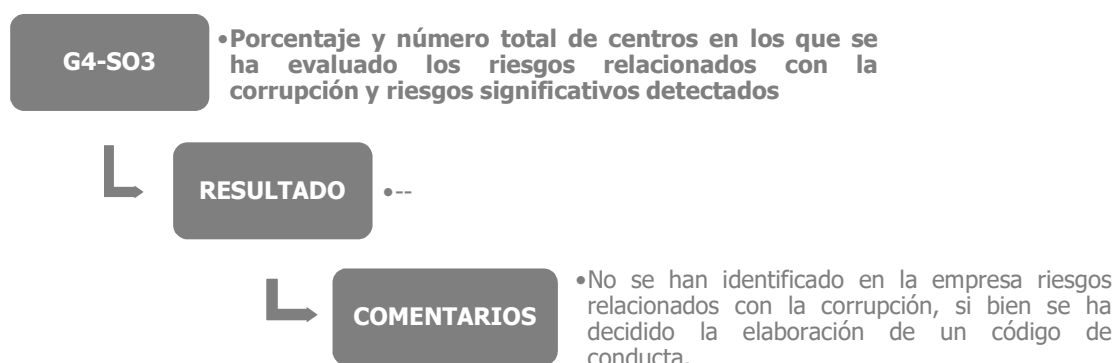 G4-SO3
•Porcentaje y número total de centros en los que se
ha evaluado los riesgos relacionados con la
corrupción y riesgos significativos detectados
RESULTADO
•--
COMENTARIOS
•No se han identificado en la empresa riesgos
relacionados con la corrupción, si bien se ha
decidido la elaboración de un código de
conducta.